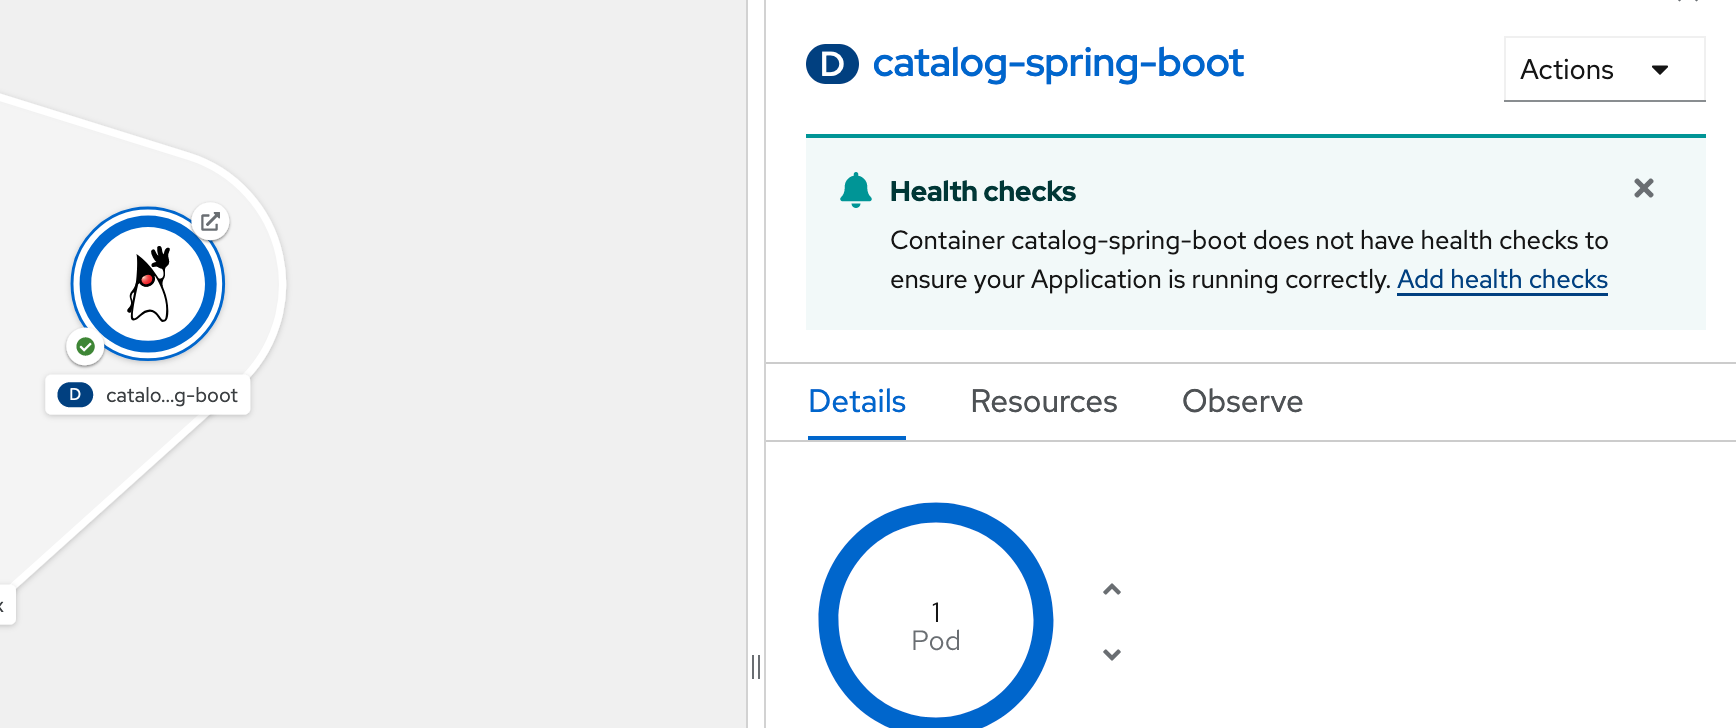 D catalog-spring-boot
Actions
Health checks
Container catalog-spring-boot does not have health checks to
ensure your Application is running correctly. Add health checks
D catalo...g-boot
Details Resources Observe
1
Pod